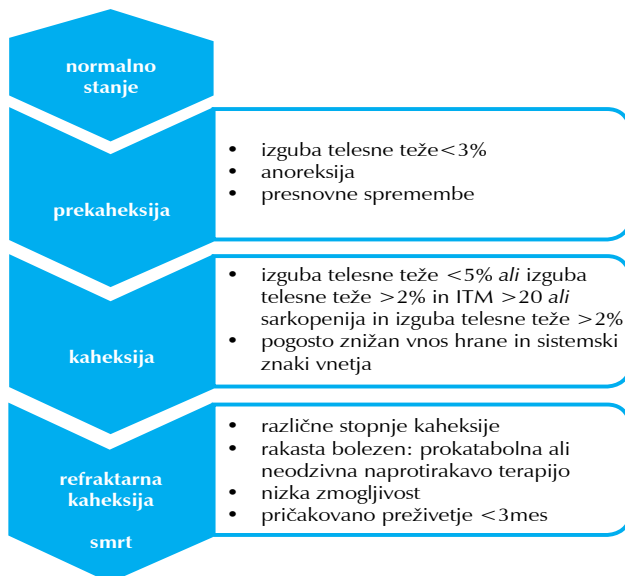 normalno
stanje
prekaheksija
• izguba telesne teže<3%
• anoreksija
• presnovne spremembe
kaheksija
• izguba telesne teže <5% ali izguba
telesne teže >2% in ITM >20 ali
sarkopenija in izguba telesne teže >2%
• pogosto znižan vnos hrane in sistemski
znaki vnetja
refraktarna
kaheksija
smrt
• različne stopnje kaheksije
• rakasta bolezen: prokatabolna ali
neodzivna naprotirakavo terapijo
• nizka zmogljivost
• pričakovano preživetje <3mes